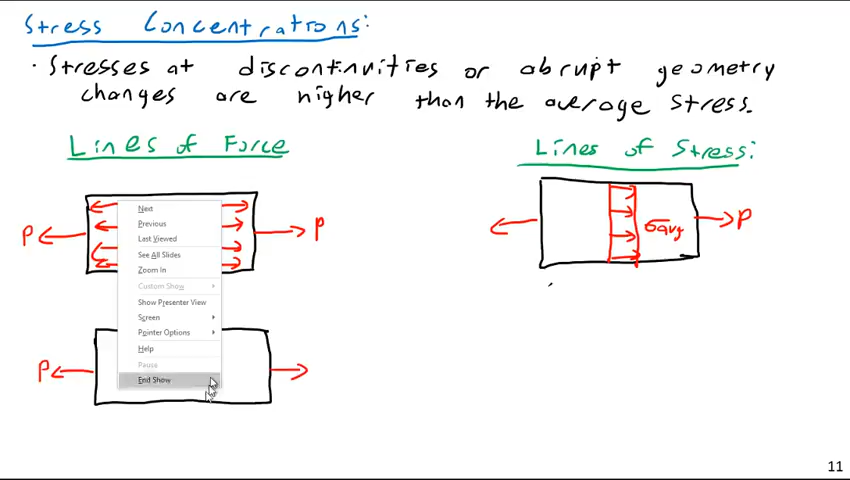 Stress Concentrations:
· Stresses at discontinuities or abrupt geometry
changes are higher than the average stress.
Lines of Force
Lines of Stress:
P
P
σavg
P
Next
Previous
Last Viewed
See All Slides
Zoom In
Custom Show
Show Presenter View
Screen
Pointer Options
Help
Pause
End Show
P
11